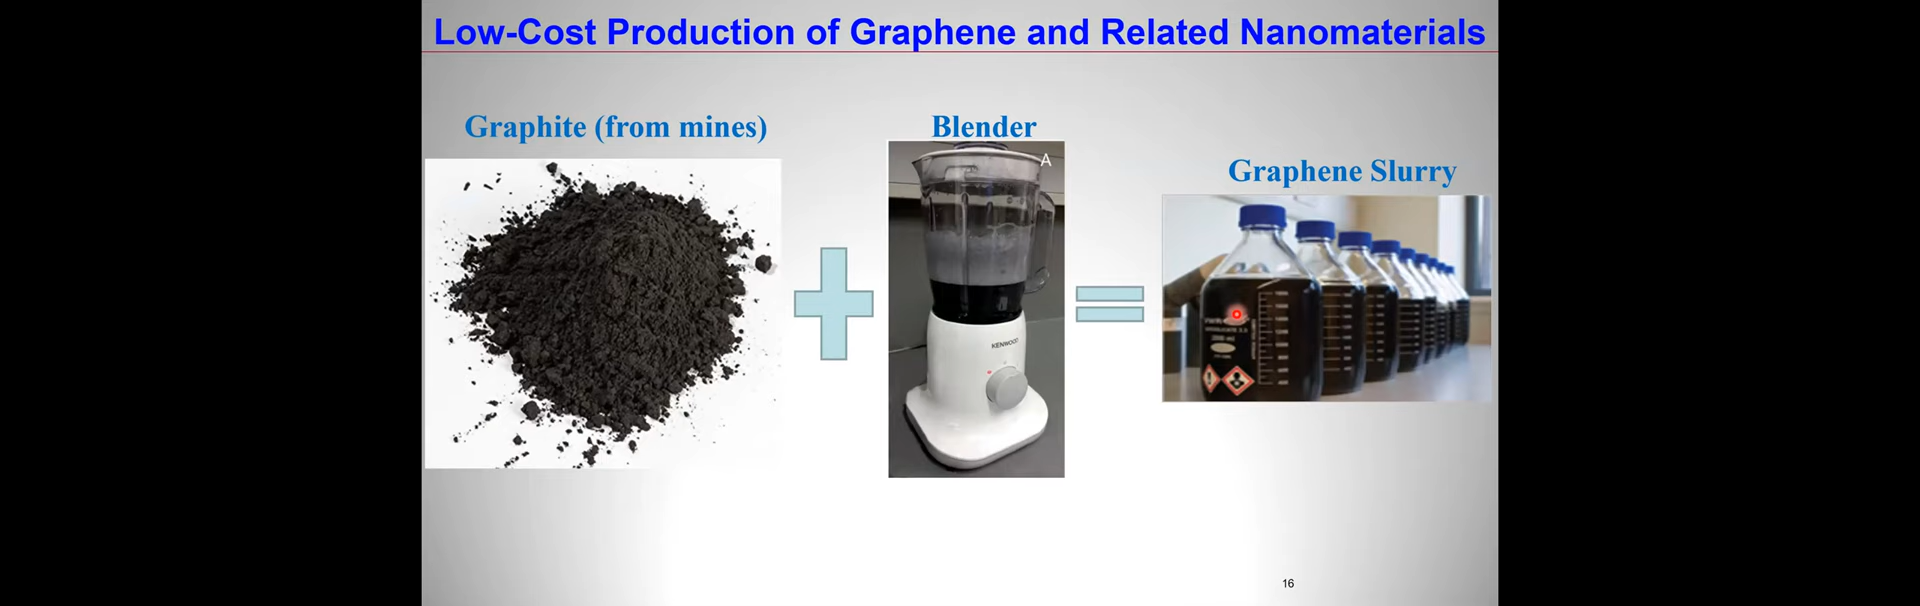 Low-Cost Production of Graphene and Related Nanomaterials
Graphite (from mines)
Blender
Graphene Slurry
A
KENWOOD
16